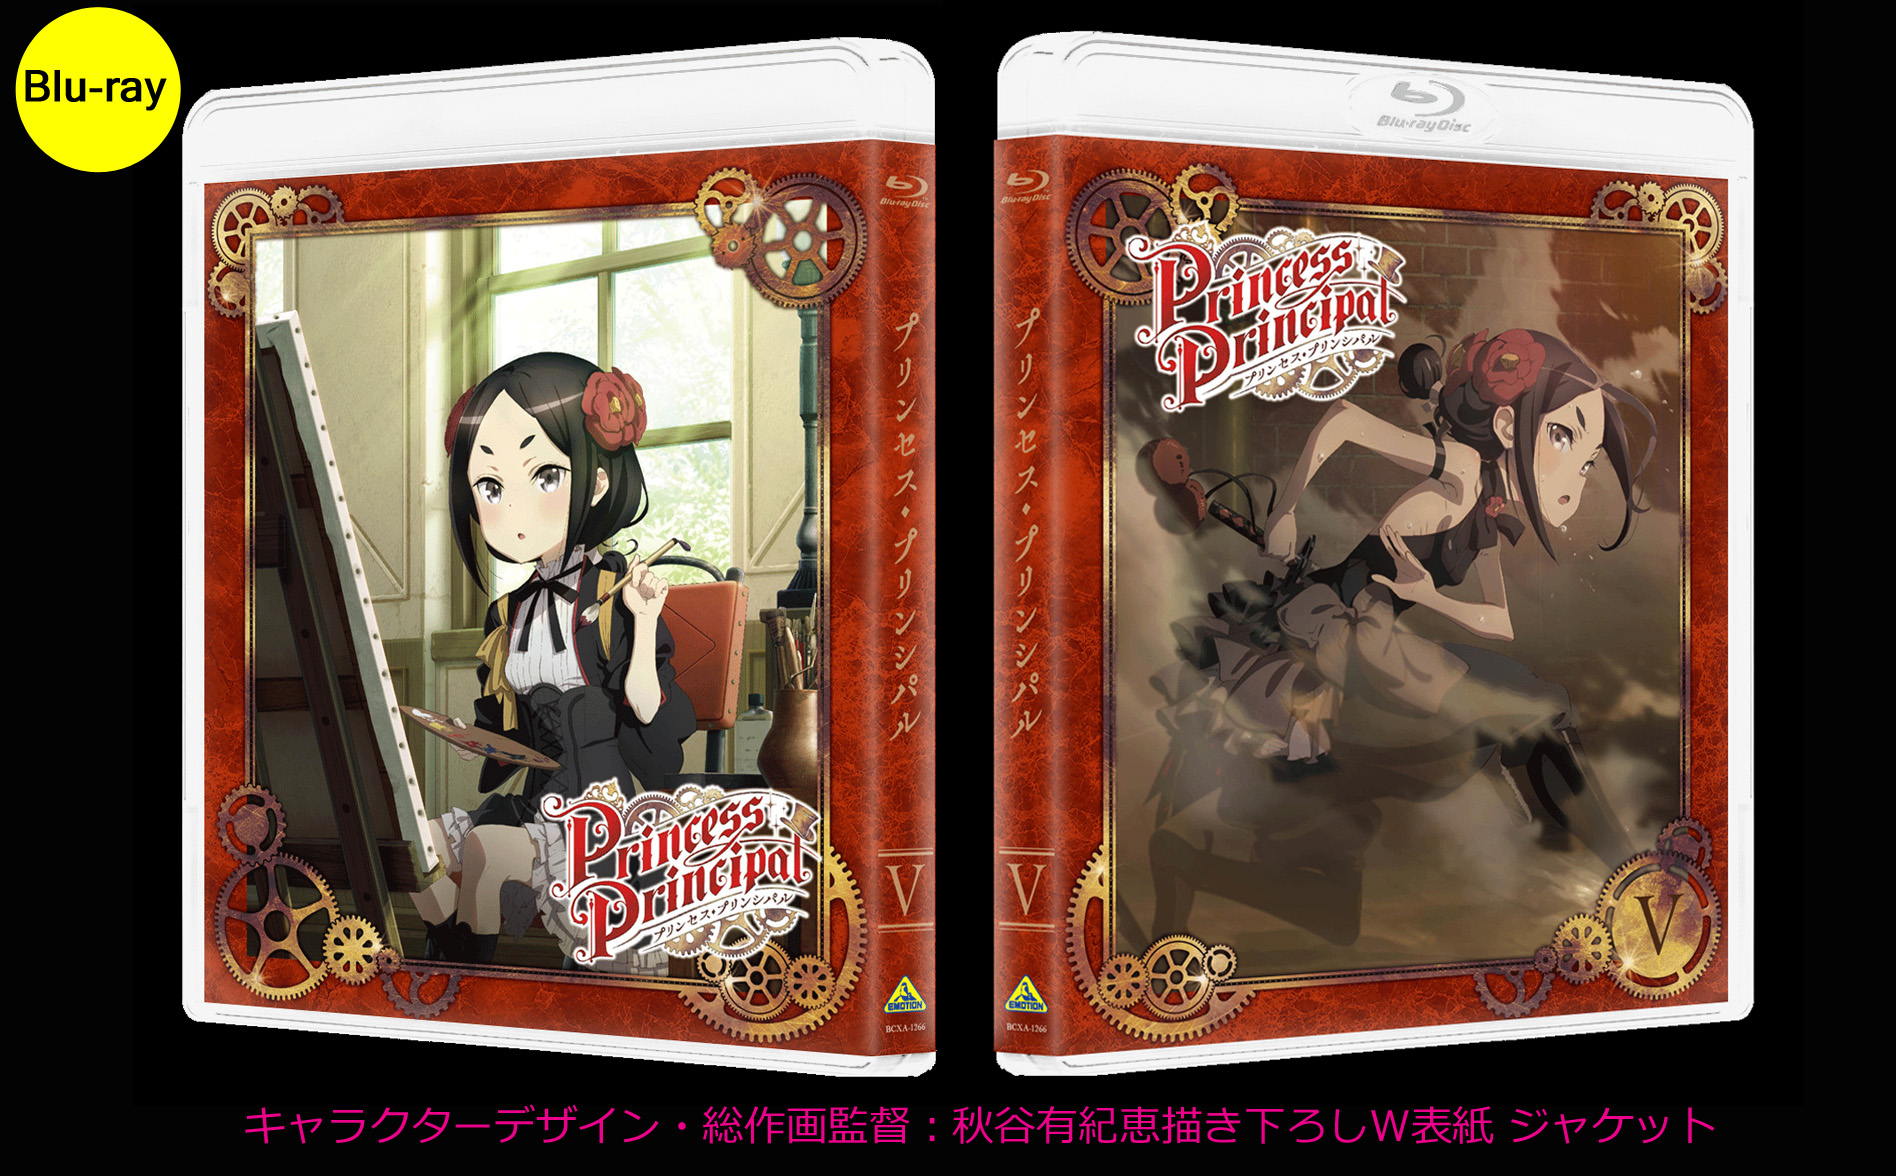 Blu-ray
Blu-ray Disc
プリンセス・プリンシパル
V
EMOTION
BCXA-1266
Princess
Principal
プリンセス・プリンシパル
Blu-ray Disc
Blu-ray Disc
プリンセス・プリンシパル
V
EMOTION
BCXA-1266
Princess
Principal
プリンセス・プリンシパル
V
キャラクターデザイン・総作画監督：秋谷有紀恵描き下ろしW表紙 ジャケット